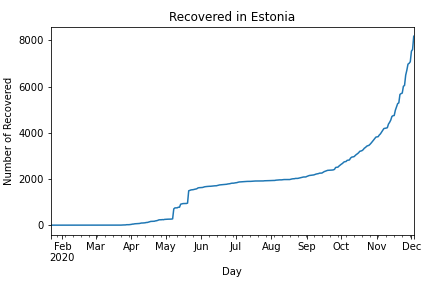 Recovered in Estonia
Number of Recovered
8000
6000
4000
2000
0
Feb Mar Apr May Jun Jul Aug Sep Oct Nov Dec
2020
Day